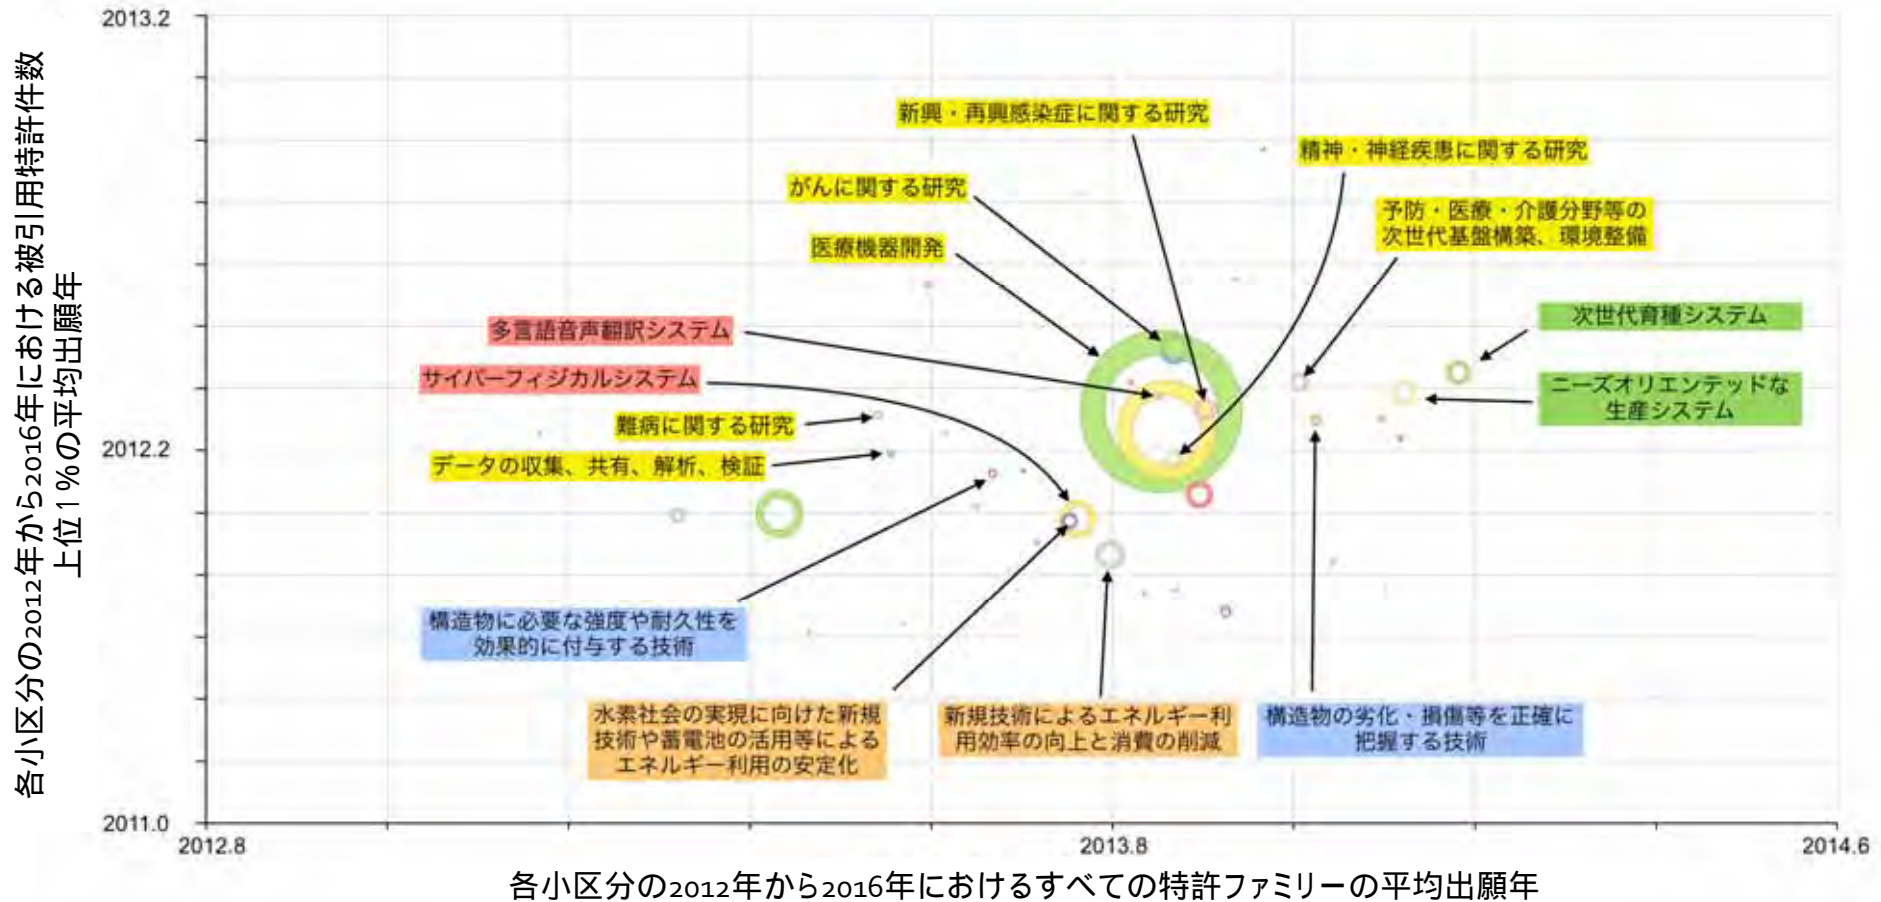 各小区分の2012年から2016年における被引用特許件数
上位1%の平均出願年
2013.2
2012.2
2011.0
新興・再興感染症に関する研究
精神・神経疾患に関する研究
がんに関する研究
予防・医療・介護分野等の
次世代基盤構築、環境整備
医療機器開発
次世代育種システム
多言語音声翻訳システム
サイバーフィジカルシステム
ニーズオリエンテッドな
生産システム
難病に関する研究
データの収集、共有、解析、検証
構造物に必要な強度や耐久性を
効果的に付与する技術
水素社会の実現に向けた新規
技術や蓄電池の活用等による
エネルギー利用の安定化
新規技術によるエネルギー利
用効率の向上と消費の削減
構造物の劣化・損傷等を正確に
把握する技術
2012.8
2013.8
2014.6
各小区分の2012年から2016年におけるすべての特許ファミリーの平均出願年